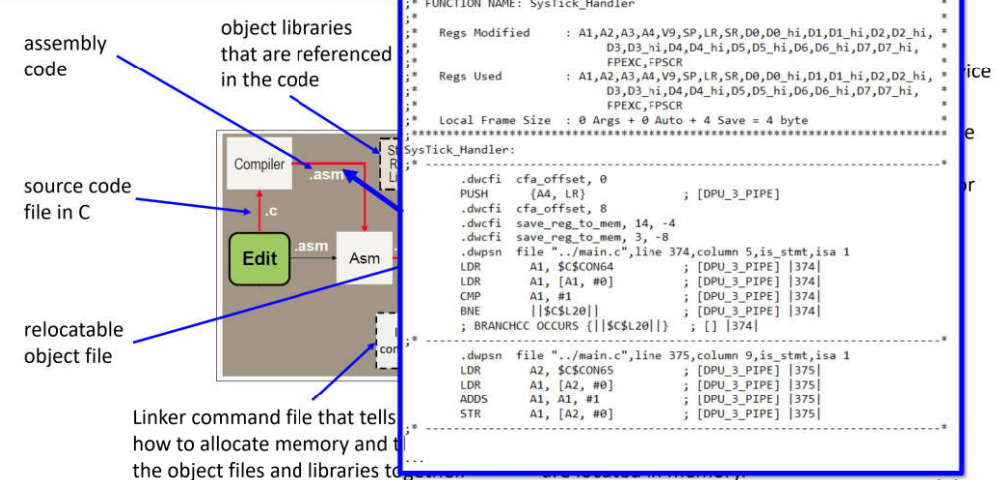 assembly
code
object libraries
that are referenced
in the code
source code
file in C
relocatable
object file
Compiler
.asm
.c
Edit
.asm
Asm
Linker command file that tells
how to allocate memory and
the object files and libraries
;* FUNCTION NAME: SysTick_Handler *
;* *
;* Regs Modified : A1,A2,A3,A4,V9,SP,LR,SR,D0,D0_hi,D1,D1_hi,D2,D2_hi, *
;* D3,D3_hi,D4,D4_hi,D5,D5_hi,D6,D6_hi,D7,D7_hi, *
;* FPEXC,FPSCR *
;* Regs Used : A1,A2,A3,A4,V9,SP,LR,SR,D0,D0_hi,D1,D1_hi,D2,D2_hi, *
;* D3,D3_hi,D4,D4_hi,D5,D5_hi,D6,D6_hi,D7,D7_hi, *
;* FPEXC,FPSCR *
;* Local Frame Size : 0 Args + 0 Auto + 4 Save = 4 byte *
;*****************************************************************************
SysTick_Handler:
;* --------------------------------------------------------------------------*
.dwcfi cfa_offset, 0
PUSH {A4, LR} ; [DPU_3_PIPE]
.dwcfi cfa_offset, 8
.dwcfi save_reg_to_mem, 14, -4
.dwcfi save_reg_to_mem, 3, -8
.dwpsn file "../main.c",line 374,column 5,is_stmt,isa 1
LDR A1, $C$CON64 ; [DPU_3_PIPE] |374|
LDR A1, [A1, #0] ; [DPU_3_PIPE] |374|
CMP A1, #1 ; [DPU_3_PIPE] |374|
BNE ||$C$L20|| ; [DPU_3_PIPE] |374|
; BRANCHCC OCCURS {||$C$L20||} ; [] |374|
;* --------------------------------------------------------------------------*
.dwpsn file "../main.c",line 375,column 9,is_stmt,isa 1
LDR A2, $C$CON65 ; [DPU_3_PIPE] |375|
LDR A1, [A2, #0] ; [DPU_3_PIPE] |375|
ADDS A1, A1, #1 ; [DPU_3_PIPE] |375|
STR A1, [A2, #0] ; [DPU_3_PIPE] |375|
;* --------------------------------------------------------------------------*
...